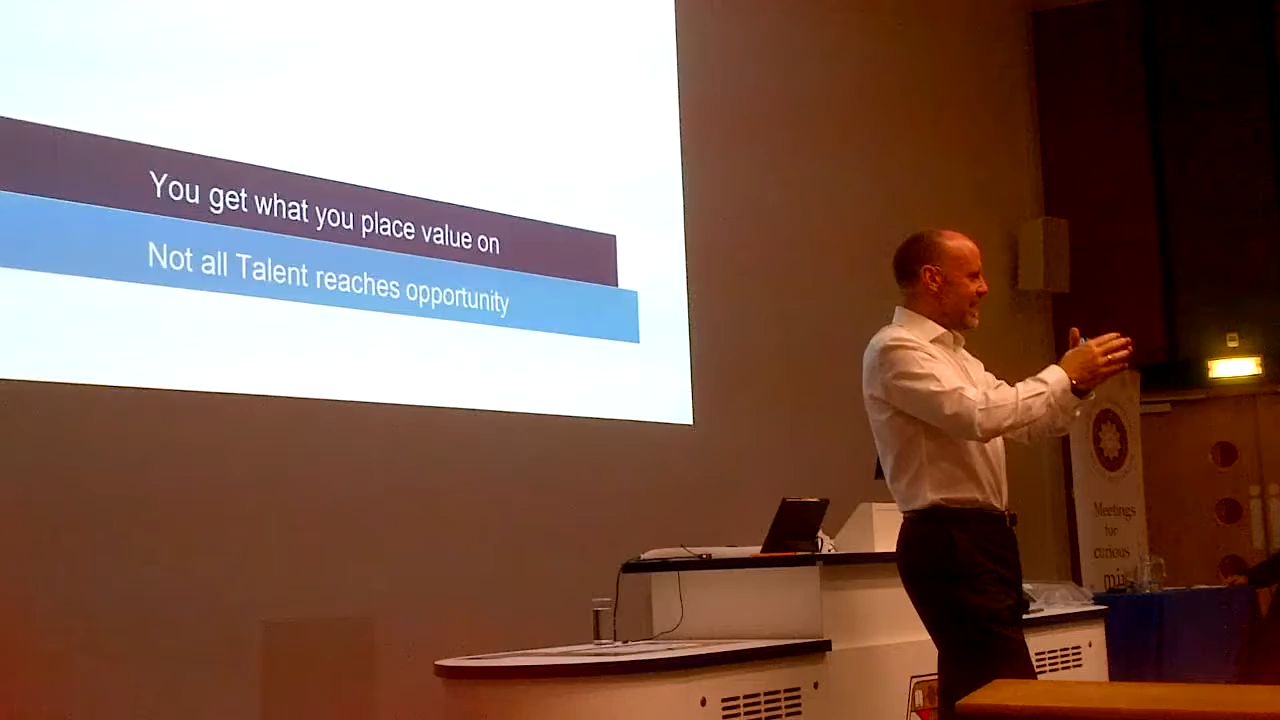 You get what you place value on
Not all Talent reaches opportunity
Meetings
for
curious